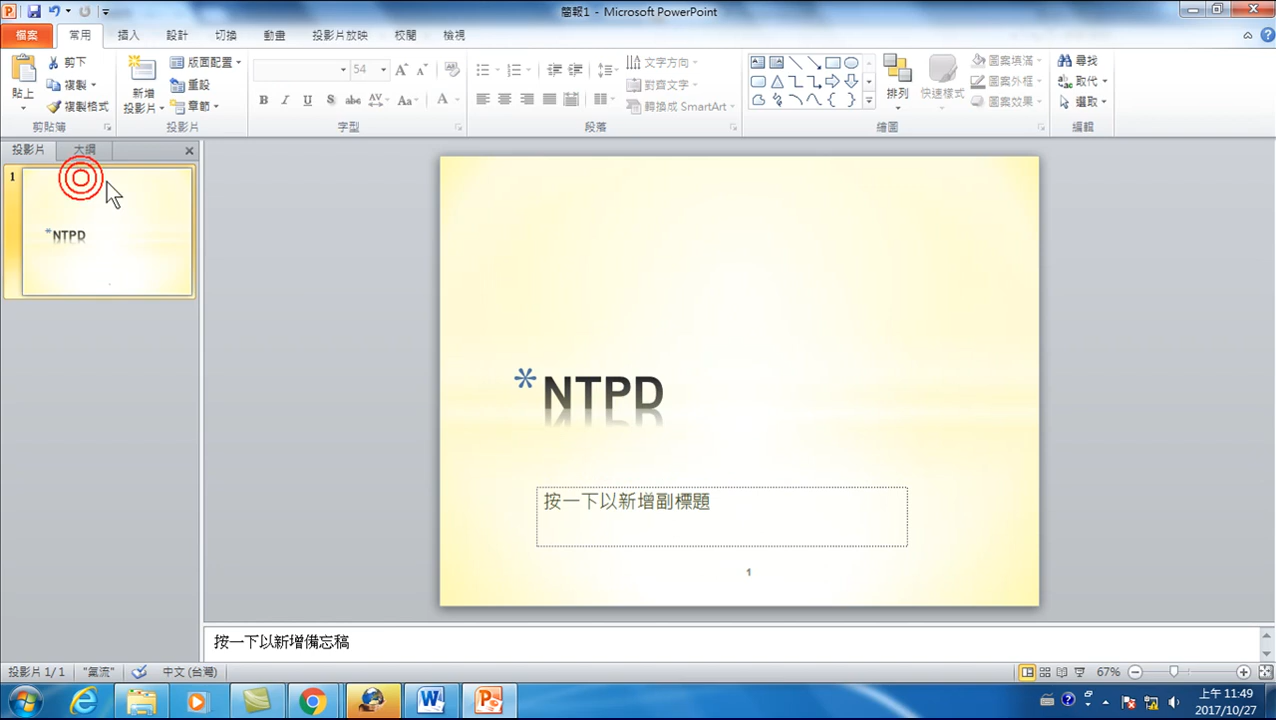 簡報1 - Microsoft PowerPoint
檔案 常用 插入 設計 切換 動畫 投影片放映 校閱 檢視
貼上 剪下 複製 複製格式 剪貼簿
新增投影片 版面配置 重設 章節 投影片
54
B I U S abc AV Aa A 字型
文字方向 對齊文字 轉換成 SmartArt 段落
排列 快速樣式 圖案填滿 圖案外框 圖案效果 繪圖
尋找 取代 選取 編輯
投影片 大綱
1
*NTPD
*NTPD
按一下以新增副標題
1
按一下以新增備忘稿
投影片 1/1 "氣流" 中文 (台灣) 67%
上午 11:49
2017/10/27